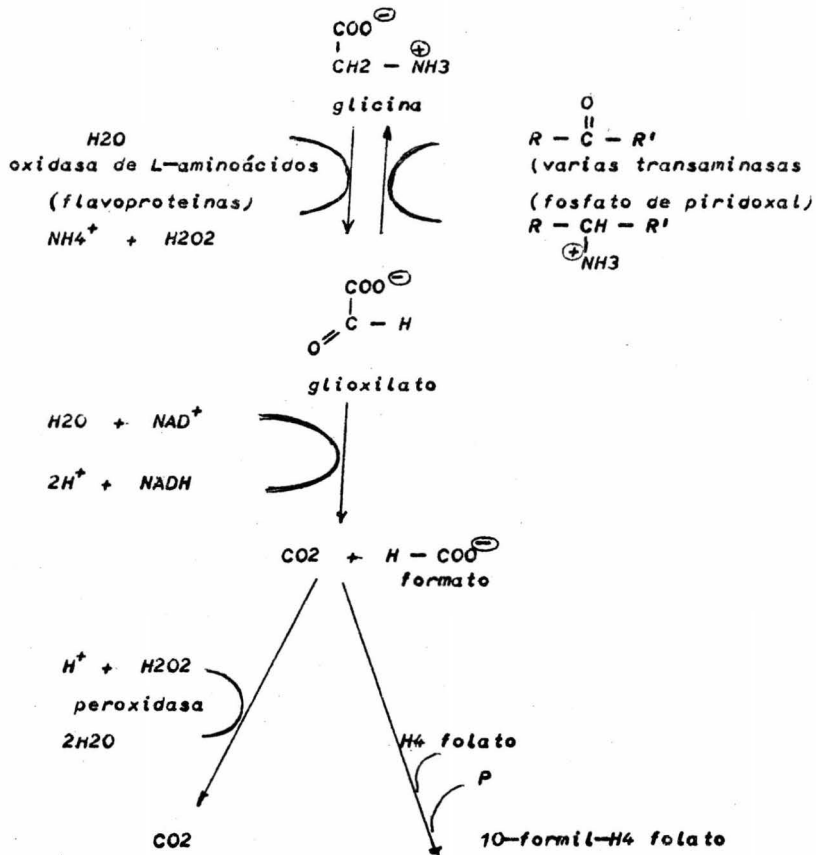 COO⊖
CH2 — NH3⊕
glicina
H2O
oxidasa de L-aminoácidos
(flavoproteinas)
NH4+ + H2O2
O
R — C — R'
(varias transaminasas
(fosfato de piridoxal)
R — CH — R'
⊕NH3
COO⊖
C — H
O
glioxilato
H2O + NAD+
2H+ + NADH
CO2 + H — COO⊖
formato
H+ + H2O2
peroxidasa
2H2O
H4 folato
P
CO2
10-formil-H4 folato